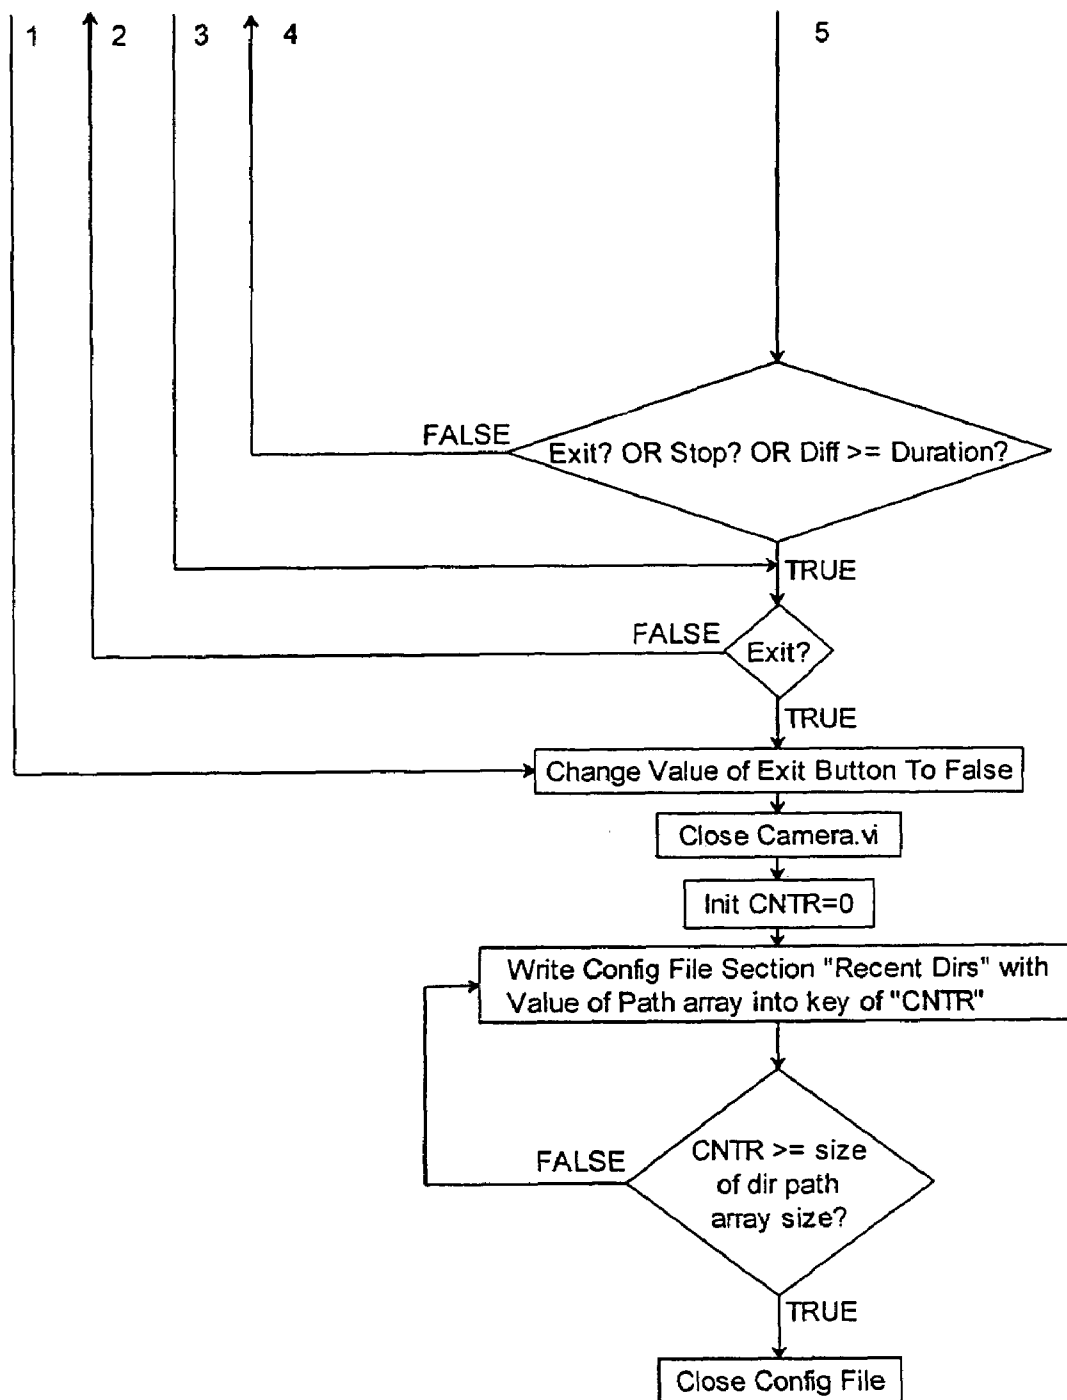 1
2
3
4
5
FALSE
Exit? OR Stop? OR Diff >= Duration?
TRUE
FALSE
Exit?
TRUE
Change Value of Exit Button To False
Close Camera.vi
Init CNTR=0
Write Config File Section "Recent Dirs" with
Value of Path array into key of "CNTR"
FALSE
CNTR >= size
of dir path
array size?
TRUE
Close Config File